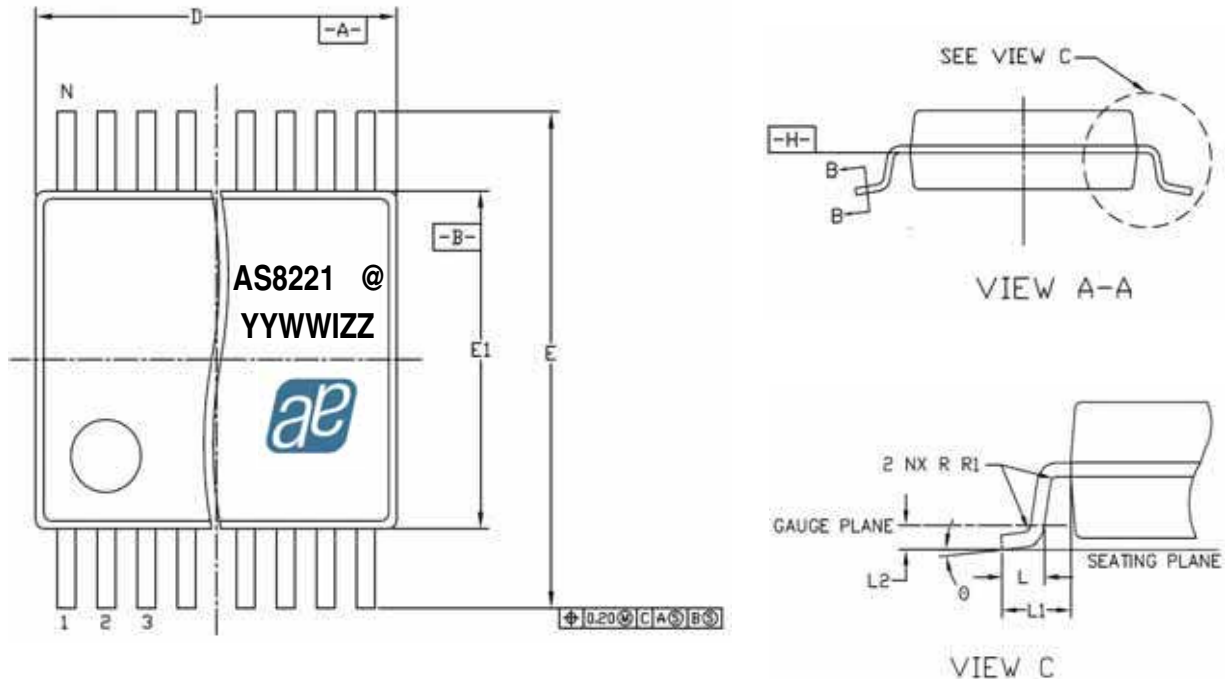 D
-A-
N
-B-
AS8221 @
YYWWIZZ
E1
E
ae
1 2 3
⌖ 0.20 Ⓜ C A Ⓢ B Ⓢ
SEE VIEW C
-H-
B
B
VIEW A-A
2 NX R R1
GAUGE PLANE
SEATING PLANE
L2
θ
L
L1
VIEW C